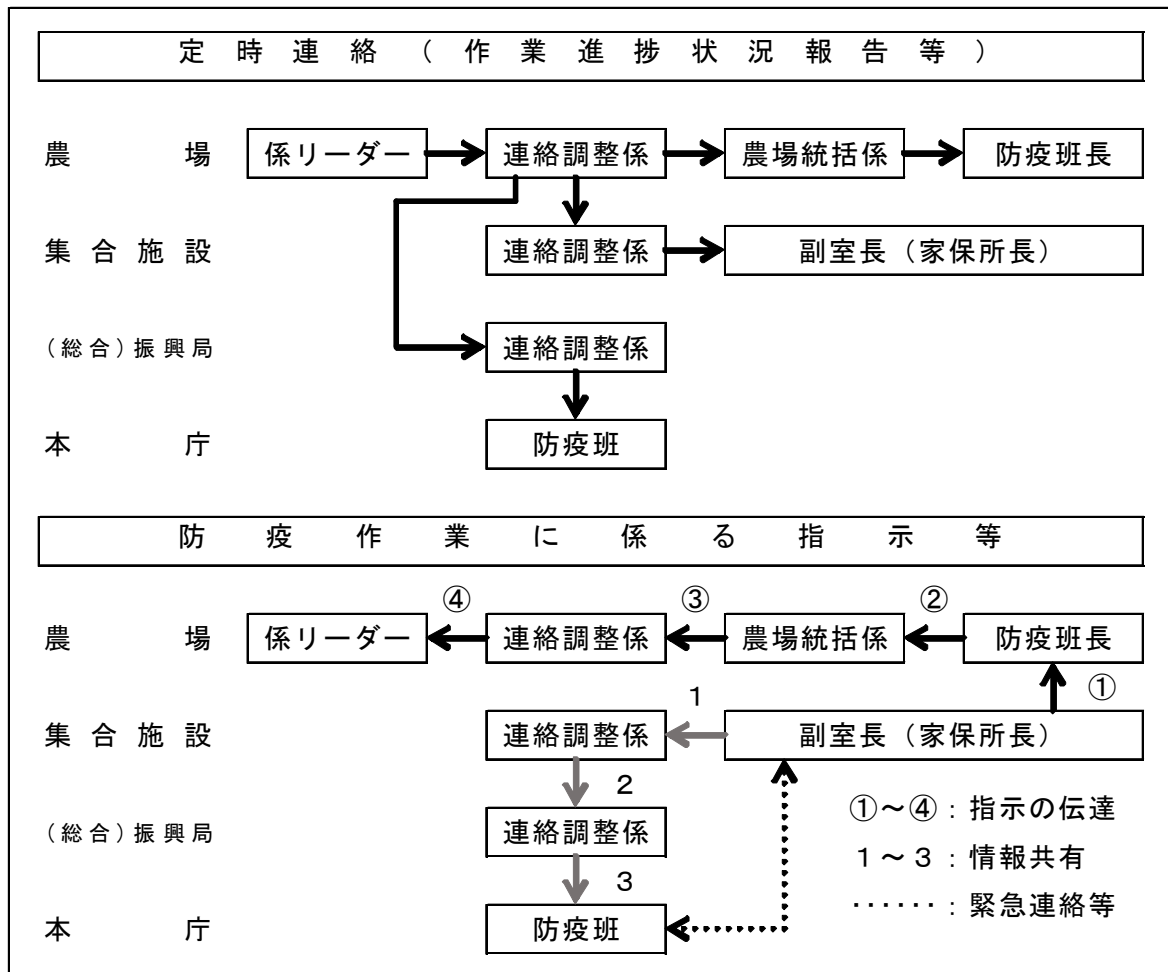 定時連絡（作業進捗状況報告等）
農場 係リーダー 連絡調整係 農場統括係 防疫班長
集合施設 連絡調整係 副室長（家保所長）
（総合）振興局 連絡調整係
本庁 防疫班
防疫作業に係る指示等
④ ③ ②
農場 係リーダー 連絡調整係 農場統括係 防疫班長
1 ①
集合施設 連絡調整係 副室長（家保所長）
2 ①～④：指示の伝達
（総合）振興局 連絡調整係
3 1～3：情報共有
本庁 防疫班 ‥‥‥：緊急連絡等